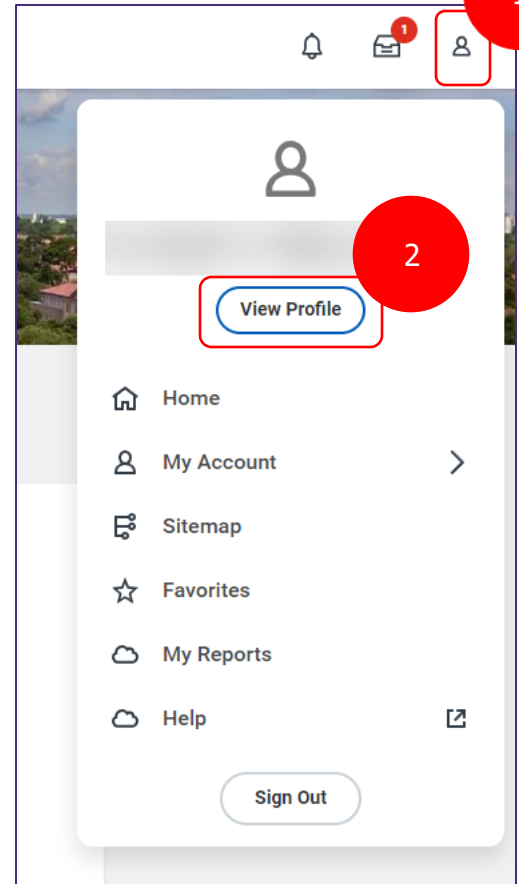 1
2
View Profile
Home
My Account
Sitemap
Favorites
My Reports
Help
Sign Out